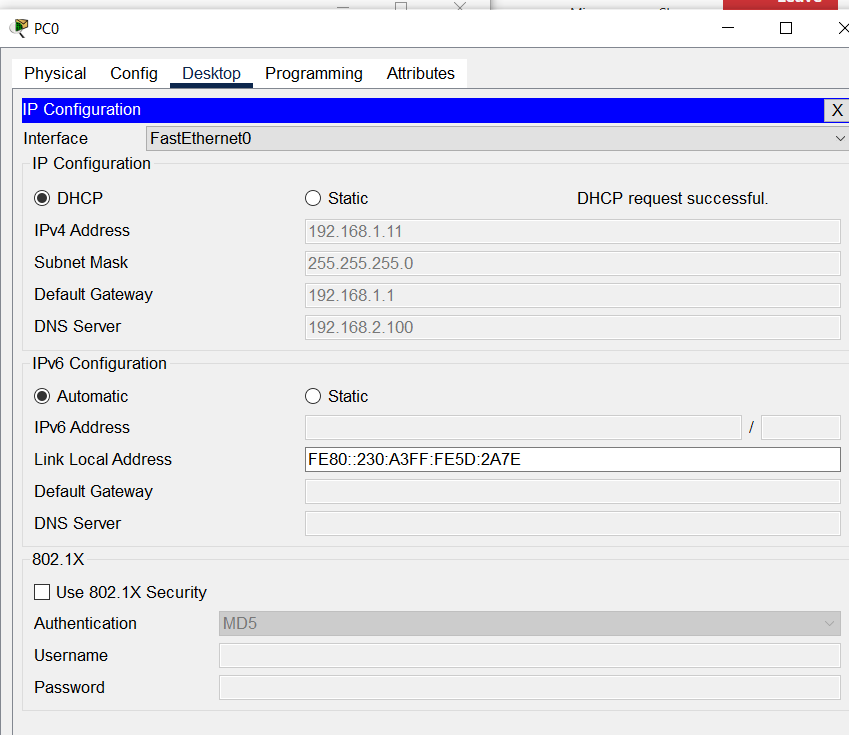 PC0
Physical Config Desktop Programming Attributes
IP Configuration X
Interface FastEthernet0
IP Configuration
DHCP Static DHCP request successful.
IPv4 Address 192.168.1.11
Subnet Mask 255.255.255.0
Default Gateway 192.168.1.1
DNS Server 192.168.2.100
IPv6 Configuration
Automatic Static
IPv6 Address /
Link Local Address FE80::230:A3FF:FE5D:2A7E
Default Gateway
DNS Server
802.1X
Use 802.1X Security
Authentication MD5
Username
Password